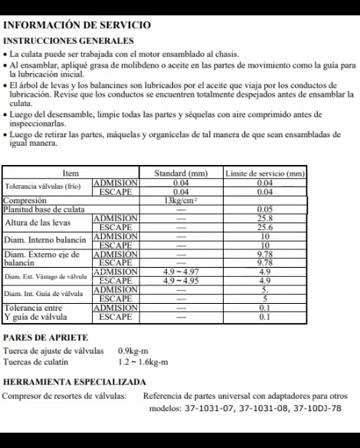 INFORMACIÓN DE SERVICIO
INSTRUCCIONES GENERALES
• La culata puede ser trabajada con el motor ensamblado al chasis.
• Al ensamblar, apliqué grasa de molibdeno o aceite en las partes de movimiento como la guía para
la lubricación inicial.
• El árbol de levas y los balancines son lubricados por el aceite que viaja por los conductos de
lubricación. Revise que los conductos se encuentren totalmente despejados antes de ensamblar la
culata.
• Luego del desensamble, limpie todas las partes y séquelas con aire comprimido antes de
inspeccionarlas.
• Luego de retirar las partes, máquelas y organícelas de tal manera de que sean ensambladas de
igual manera.
Item Standard (mm) Límite de servicio (mm)
Tolerancia válvulas (frío) ADMISION 0.04 0.04
ESCAPE 0.04 0.04
Compresión 13kg/cm²
Planitud base de culata — 0.05
Altura de las levas ADMISION — 25.8
ESCAPE — 25.6
Diam. Interno balancín ADMISION — 10
ESCAPE — 10
Diam. Externo eje de balancín ADMISION — 9.78
ESCAPE — 9.78
Diam. Ext. Vástago de válvula ADMISION 4.9 ~ 4.97 4.9
ESCAPE 4.9 ~ 4.95 4.9
Diam. Int. Guía de válvula ADMISION — 5.
ESCAPE — 5
Tolerancia entre ADMISION — 0.1
Y guía de válvula ESCAPE — 0.1
PARES DE APRIETE
Tuerca de ajuste de válvulas 0.9kg-m
Tuercas de culatín 1.2 ~ 1.6kg-m
HERRAMIENTA ESPECIALIZADA
Compresor de resortes de válvulas: Referencia de partes universal con adaptadores para otros
modelos: 37-1031-07, 37-1031-08, 37-10DJ-78